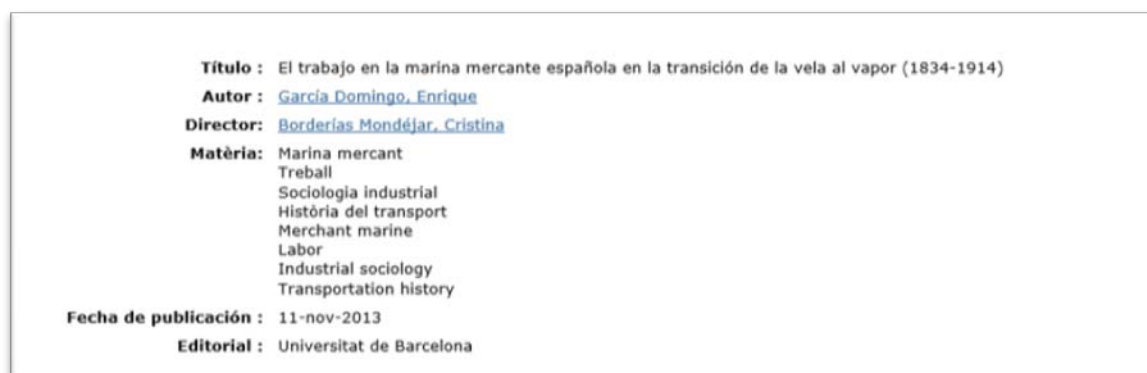 Título : El trabajo en la marina mercante española en la transición de la vela al vapor (1834-1914)
Autor : García Domingo, Enrique
Director: Borderías Mondéjar, Cristina
Matèria: Marina mercant
Treball
Sociologia industrial
Història del transport
Merchant marine
Labor
Industrial sociology
Transportation history
Fecha de publicación : 11-nov-2013
Editorial : Universitat de Barcelona